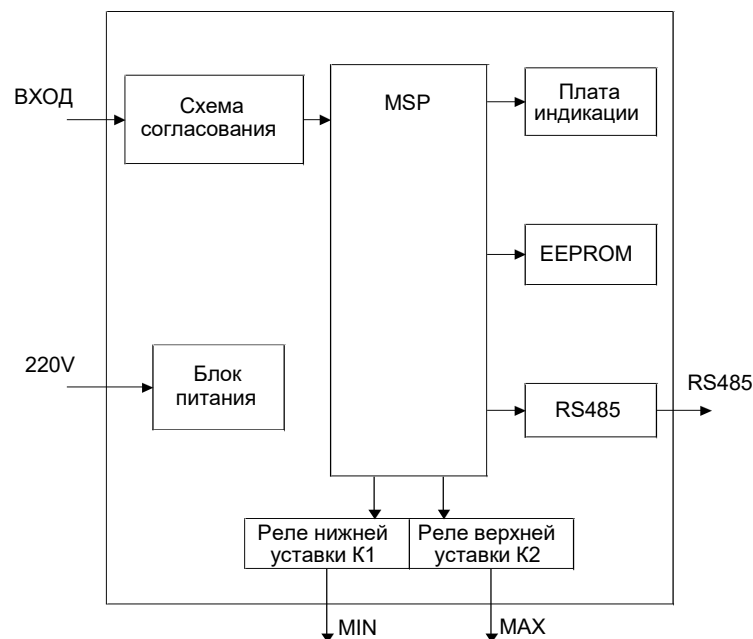 ВХОД
Схема
согласования
MSP
Плата
индикации
EEPROM
220V
Блок
питания
RS485
RS485
Реле нижней
уставки К1
Реле верхней
уставки К2
MIN
MAX